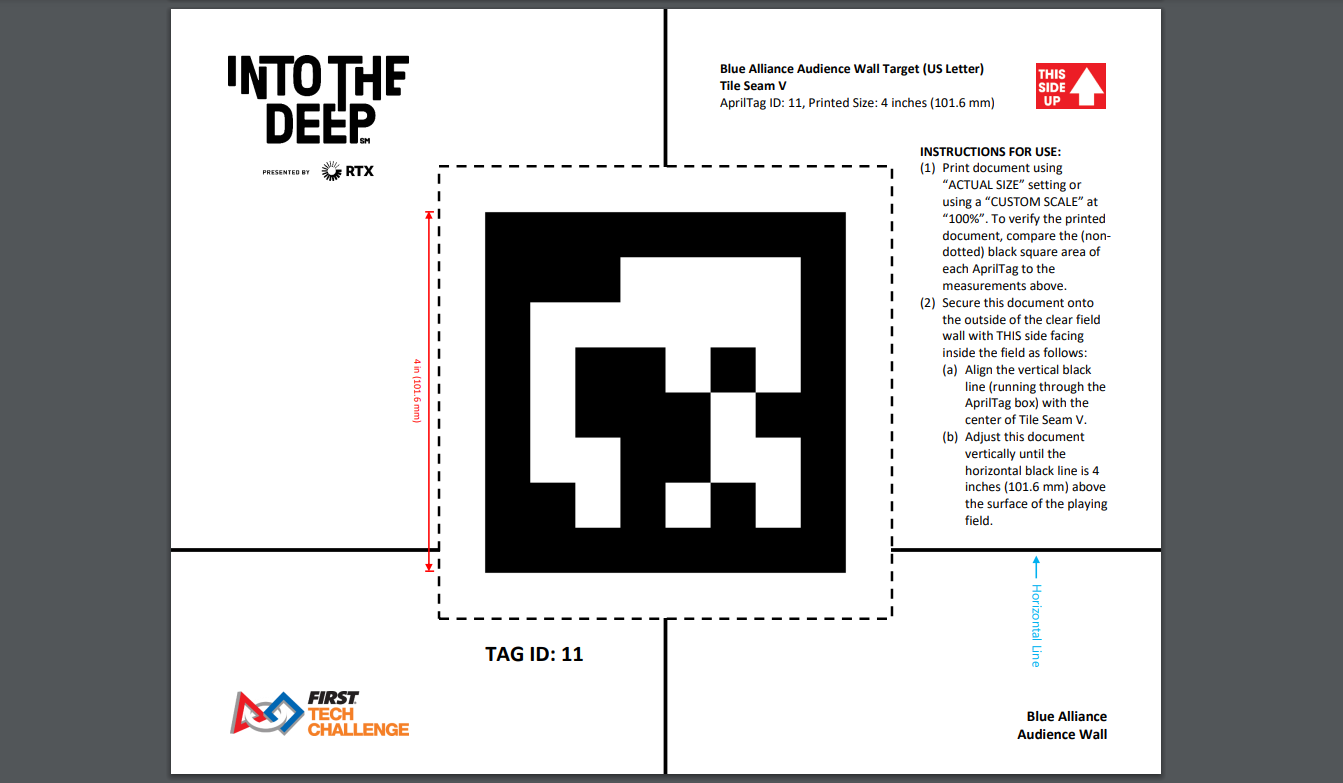 INTO THE
DEEP SM
PRESENTED BY RTX
Blue Alliance Audience Wall Target (US Letter)
Tile Seam V
AprilTag ID: 11, Printed Size: 4 inches (101.6 mm)
THIS
SIDE
UP
INSTRUCTIONS FOR USE:
(1) Print document using
“ACTUAL SIZE” setting or
using a “CUSTOM SCALE” at
“100%”. To verify the printed
document, compare the (non-
dotted) black square area of
each AprilTag to the
measurements above.
(2) Secure this document onto
the outside of the clear field
wall with THIS side facing
inside the field as follows:
(a) Align the vertical black
line (running through the
AprilTag box) with the
center of Tile Seam V.
(b) Adjust this document
vertically until the
horizontal black line is 4
inches (101.6 mm) above
the surface of the playing
field.
4 in (101.6 mm)
Horizontal Line
TAG ID: 11
FIRST
TECH
CHALLENGE
Blue Alliance
Audience Wall